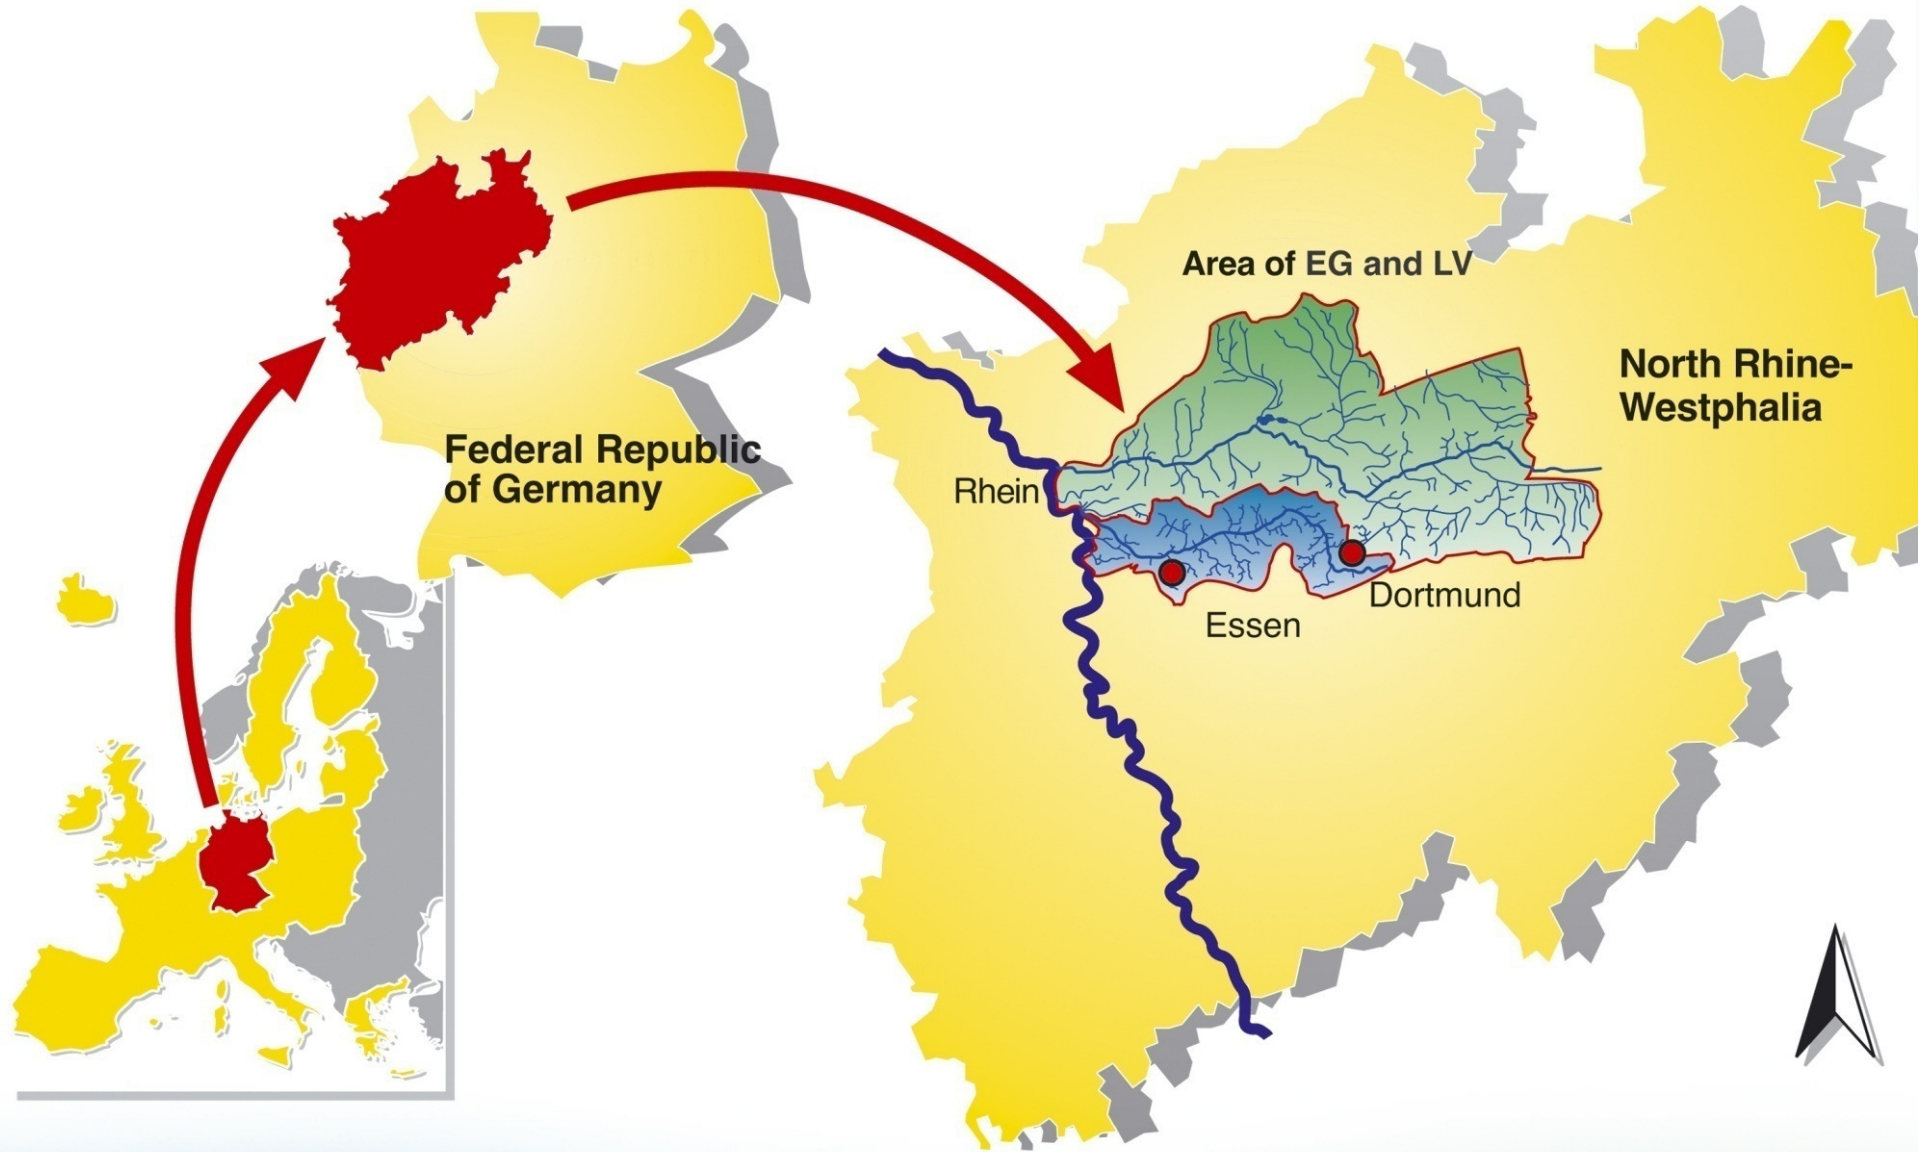 Area of EG and LV
North Rhine-
Westphalia
Federal Republic
of Germany
Rhein
Dortmund
Essen